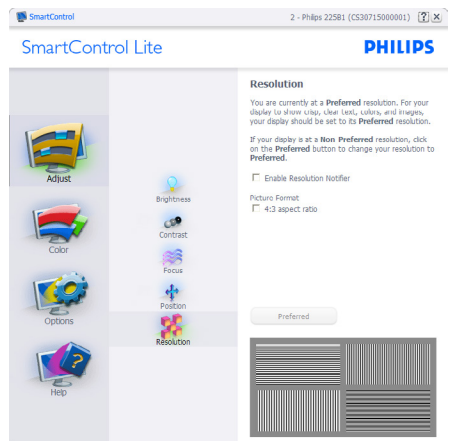 SmartControl
2 - Philips 225B1 (CS30715000001)
? X
SmartControl Lite
PHILIPS
Adjust
Color
Options
Help
Brightness
Contrast
Focus
Position
Resolution
Resolution
You are currently at a Preferred resolution. For your
display to show crisp, clear text, colors, and images,
your display should be set to its Preferred resolution.
If your display is at a Non Preferred resolution, click
on the Preferred button to change your resolution to
Preferred.
Enable Resolution Notifier
Picture Format
4:3 aspect ratio
Preferred